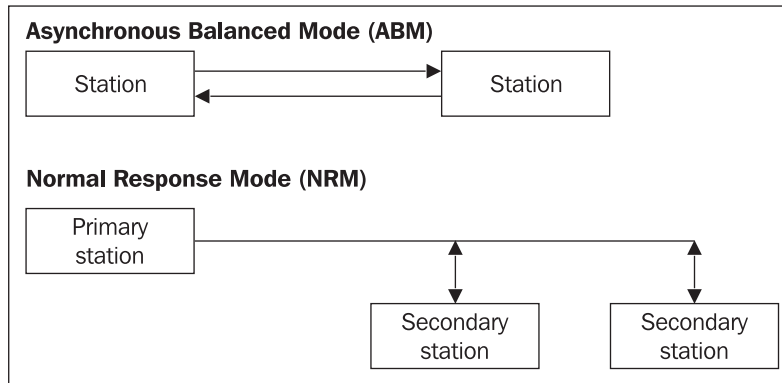 Asynchronous Balanced Mode (ABM)
Station
Station
Normal Response Mode (NRM)
Primary
station
Secondary
station
Secondary
station